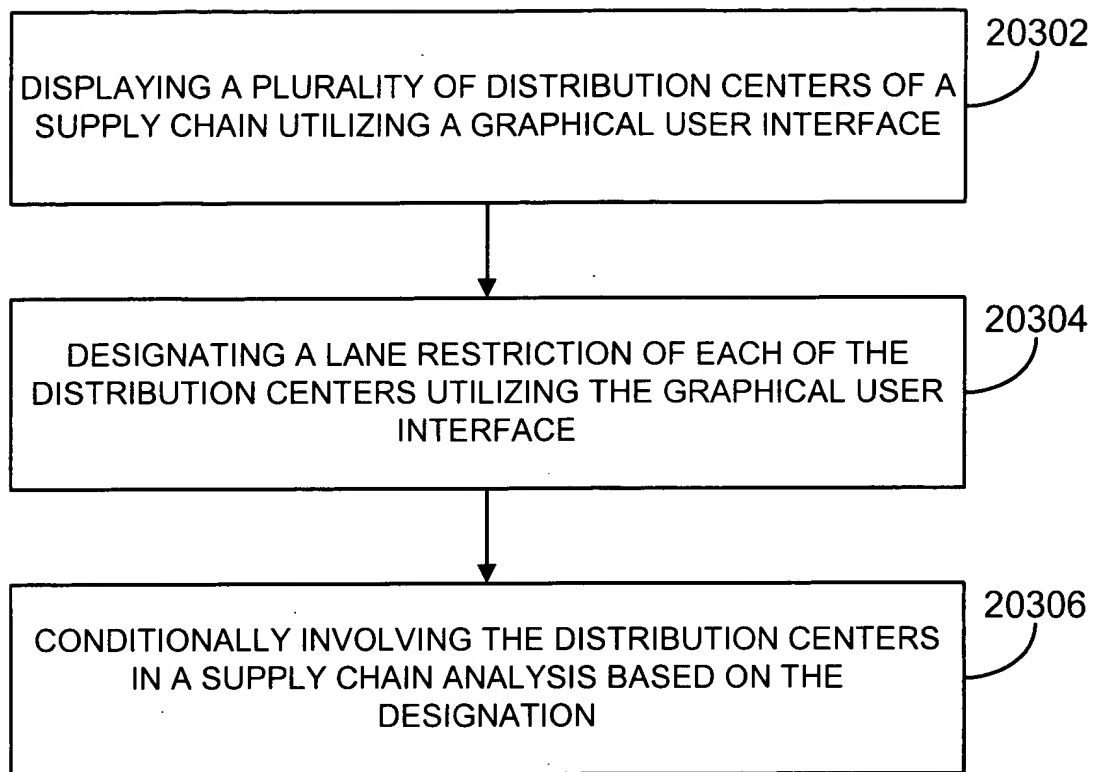 20302
DISPLAYING A PLURALITY OF DISTRIBUTION CENTERS OF A
SUPPLY CHAIN UTILIZING A GRAPHICAL USER INTERFACE
20304
DESIGNATING A LANE RESTRICTION OF EACH OF THE
DISTRIBUTION CENTERS UTILIZING THE GRAPHICAL USER
INTERFACE
20306
CONDITIONALLY INVOLVING THE DISTRIBUTION CENTERS
IN A SUPPLY CHAIN ANALYSIS BASED ON THE
DESIGNATION